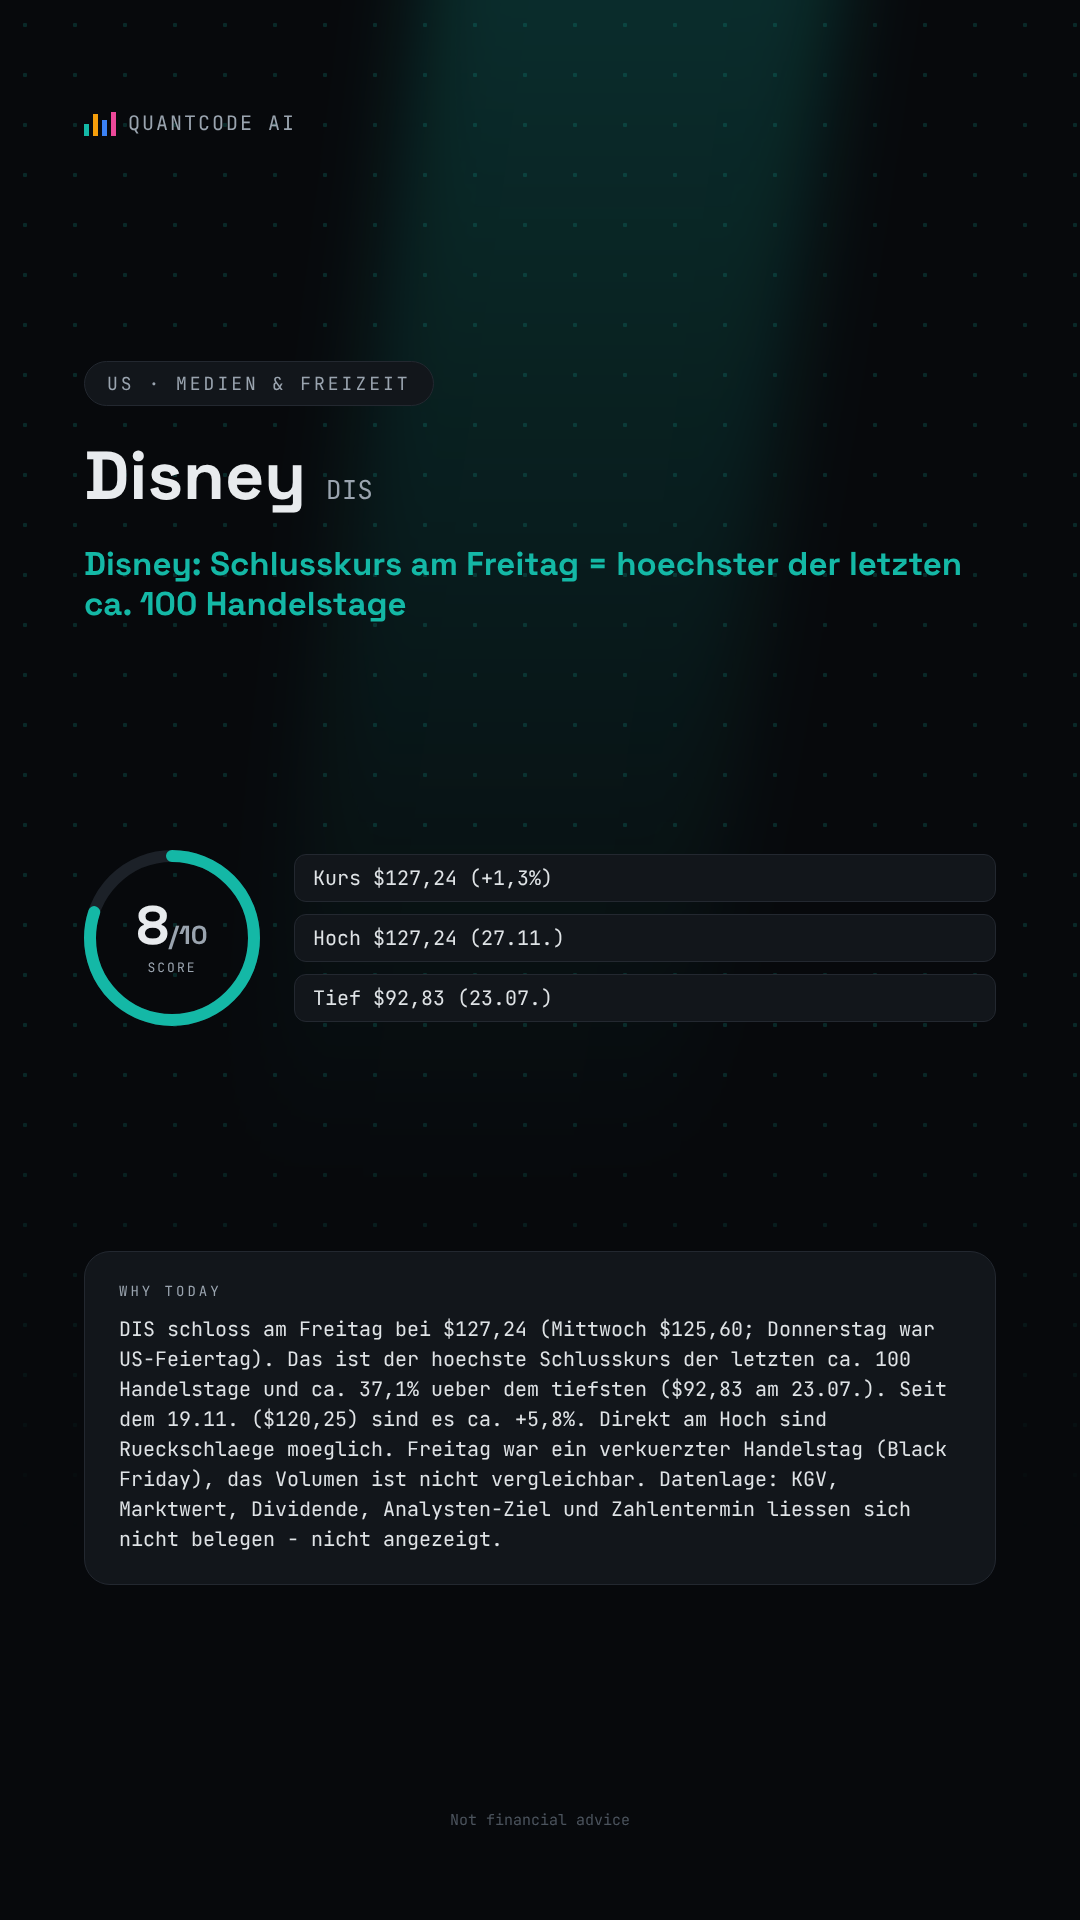 QUANTCODE AI
US · MEDIEN & FREIZEIT
Disney DIS
Disney: Schlusskurs am Freitag = hoechster der letzten
ca. 100 Handelstage
8/10
SCORE
Kurs $127,24 (+1,3%)
Hoch $127,24 (27.11.)
Tief $92,83 (23.07.)
WHY TODAY
DIS schloss am Freitag bei $127,24 (Mittwoch $125,60; Donnerstag war
US-Feiertag). Das ist der hoechste Schlusskurs der letzten ca. 100
Handelstage und ca. 37,1% ueber dem tiefsten ($92,83 am 23.07.). Seit
dem 19.11. ($120,25) sind es ca. +5,8%. Direkt am Hoch sind
Rueckschlaege moeglich. Freitag war ein verkuerzter Handelstag (Black
Friday), das Volumen ist nicht vergleichbar. Datenlage: KGV,
Marktwert, Dividende, Analysten-Ziel und Zahlentermin liessen sich
nicht belegen - nicht angezeigt.
Not financial advice